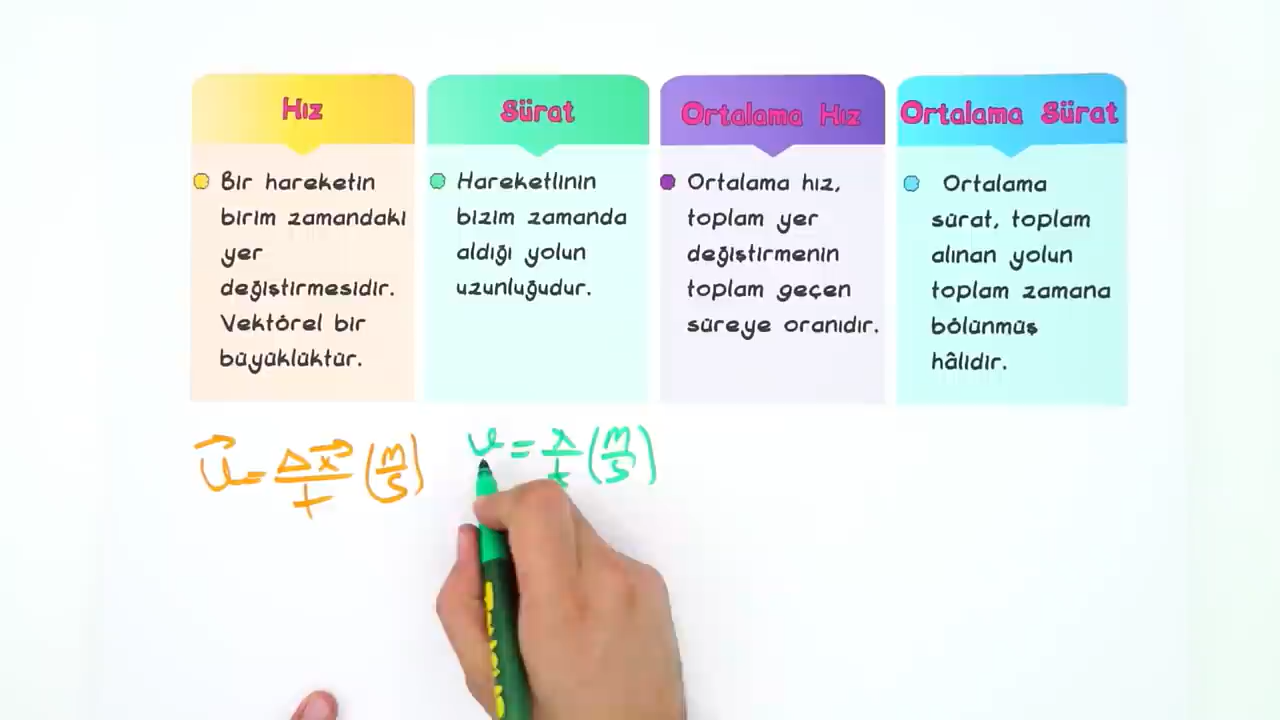 Hız
Bir hareketin
birim zamandaki
yer
değiştirmesidir.
Vektörel bir
büyüklüktür.
Sürat
Hareketlinin
bizim zamanda
aldığı yolun
uzunluğudur.
Ortalama Hız
Ortalama hız,
toplam yer
değiştirmenin
toplam geçen
süreye oranıdır.
Ortalama Sürat
Ortalama
sürat, toplam
alınan yolun
toplam zamana
bölünmüş
hâlidir.
v⃗ = Δx⃗/t (m/s)
v = x/t (m/s)